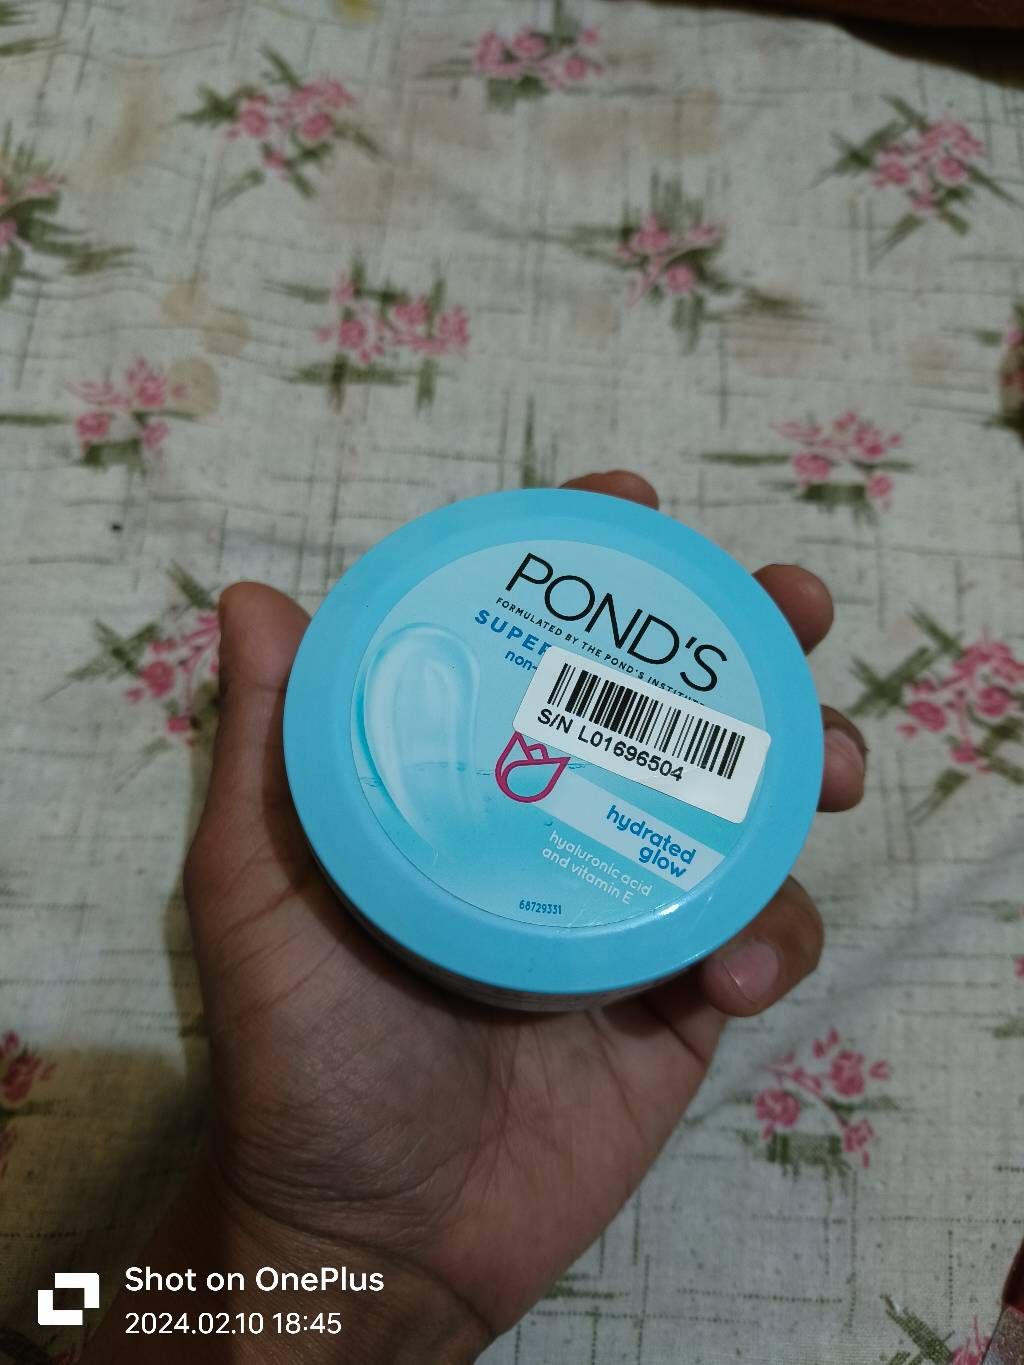 POND'S
FORMULATED BY THE POND'S
SUPER
non-
S/N L01696504
hydrated
glow
hyaluronic acid
and vitamin E
68729331
Shot on OnePlus
2024.02.10 18:45